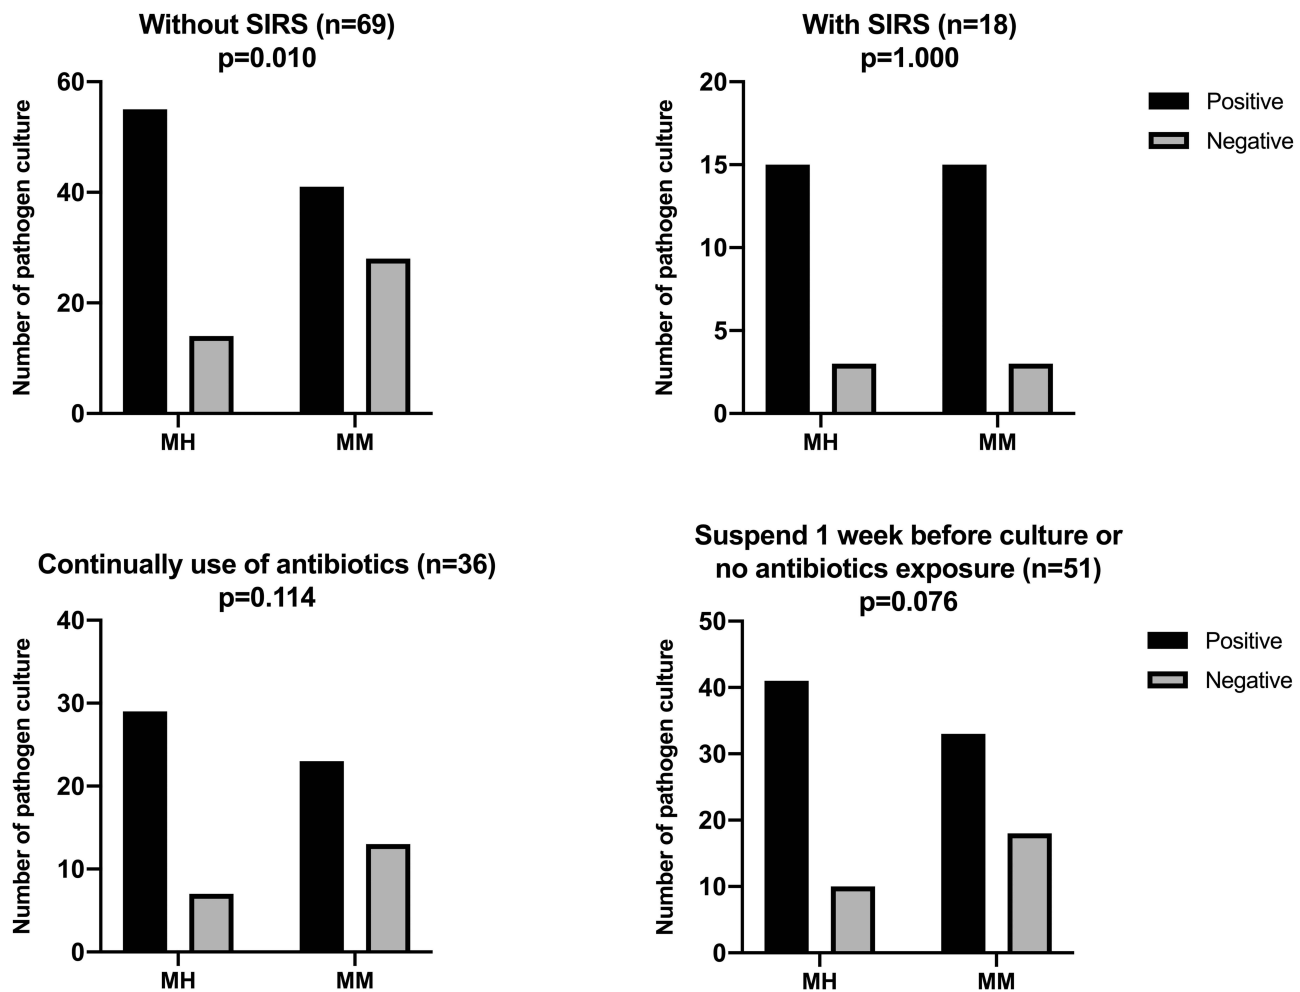 Without SIRS (n=69)
p=0.010
Number of pathogen culture
60
40
20
0
MH
MM
With SIRS (n=18)
p=1.000
Number of pathogen culture
20
15
10
5
0
MH
MM
Positive
Negative
Continually use of antibiotics (n=36)
p=0.114
Number of pathogen culture
40
30
20
10
0
MH
MM
Suspend 1 week before culture or
no antibiotics exposure (n=51)
p=0.076
Number of pathogen culture
50
40
30
20
10
0
MH
MM
Positive
Negative